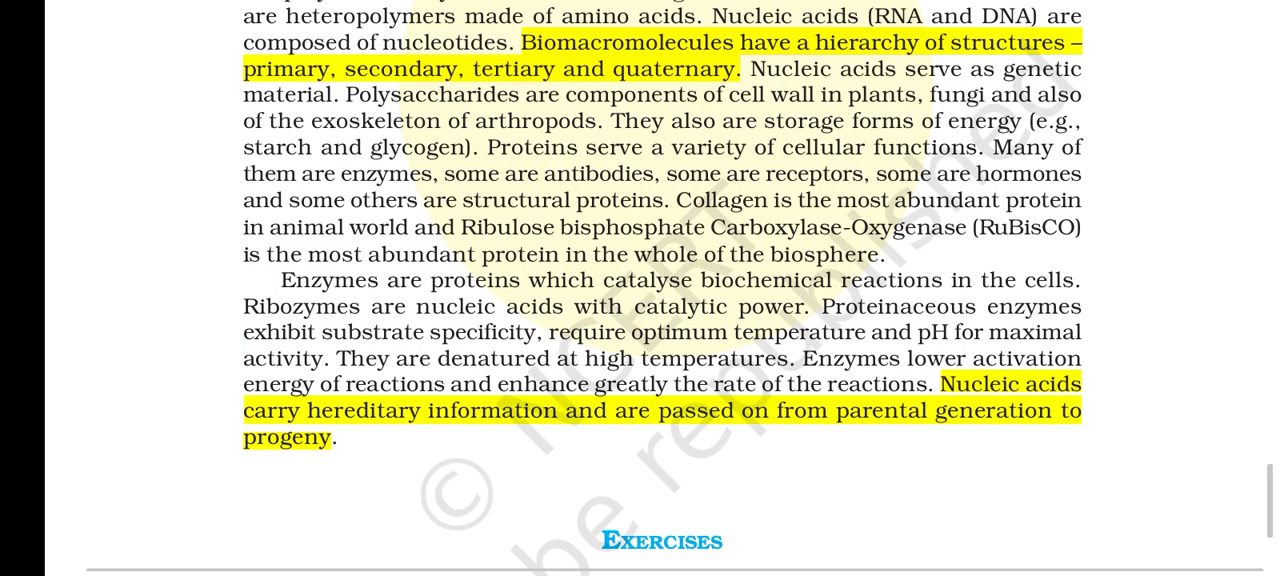 are heteropolymers made of amino acids. Nucleic acids (RNA and DNA) are
composed of nucleotides. Biomacromolecules have a hierarchy of structures –
primary, secondary, tertiary and quaternary. Nucleic acids serve as genetic
material. Polysaccharides are components of cell wall in plants, fungi and also
of the exoskeleton of arthropods. They also are storage forms of energy (e.g.,
starch and glycogen). Proteins serve a variety of cellular functions. Many of
them are enzymes, some are antibodies, some are receptors, some are hormones
and some others are structural proteins. Collagen is the most abundant protein
in animal world and Ribulose bisphosphate Carboxylase-Oxygenase (RuBisCO)
is the most abundant protein in the whole of the biosphere.
Enzymes are proteins which catalyse biochemical reactions in the cells.
Ribozymes are nucleic acids with catalytic power. Proteinaceous enzymes
exhibit substrate specificity, require optimum temperature and pH for maximal
activity. They are denatured at high temperatures. Enzymes lower activation
energy of reactions and enhance greatly the rate of the reactions. Nucleic acids
carry hereditary information and are passed on from parental generation to
progeny.
© NCERT
be republished
EXERCISES